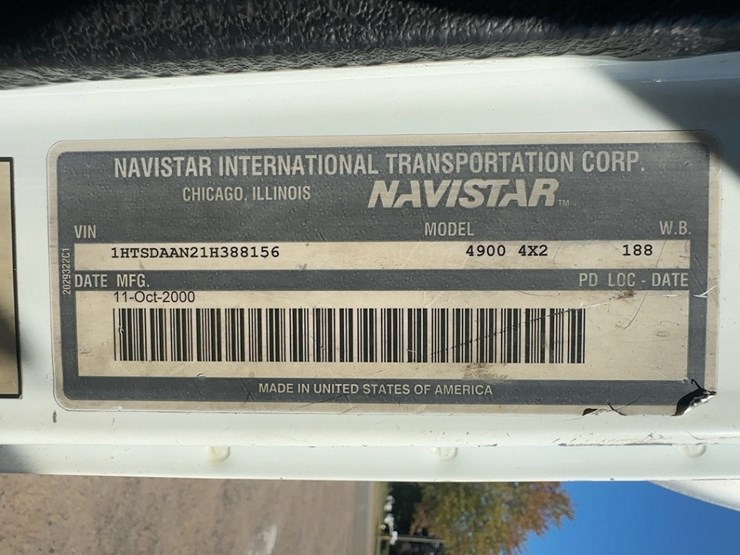 NAVISTAR INTERNATIONAL TRANSPORTATION CORP.
CHICAGO, ILLINOIS NAVISTAR TM
VIN MODEL W.B.
1HTSDAAN21H388156 4900 4X2 188
2029322C1
DATE MFG. PD LOC - DATE
11-Oct-2000
MADE IN UNITED STATES OF AMERICA